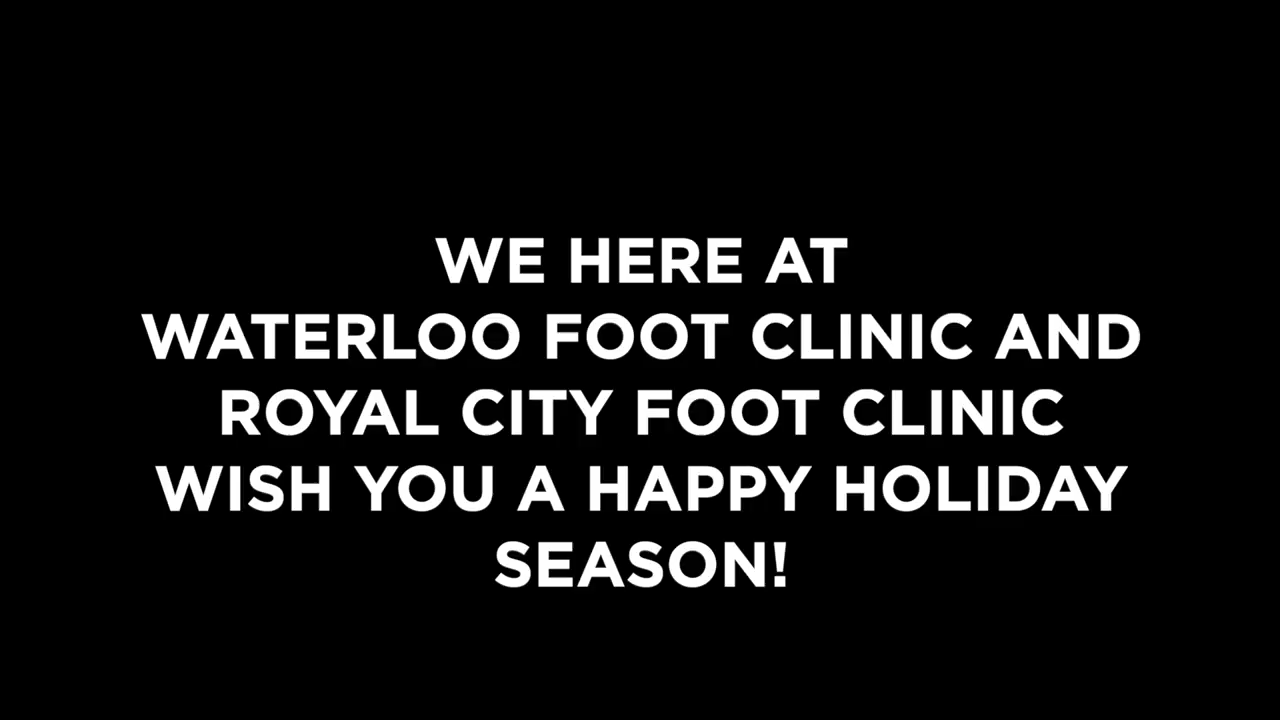 WE HERE AT
WATERLOO FOOT CLINIC AND
ROYAL CITY FOOT CLINIC
WISH YOU A HAPPY HOLIDAY
SEASON!